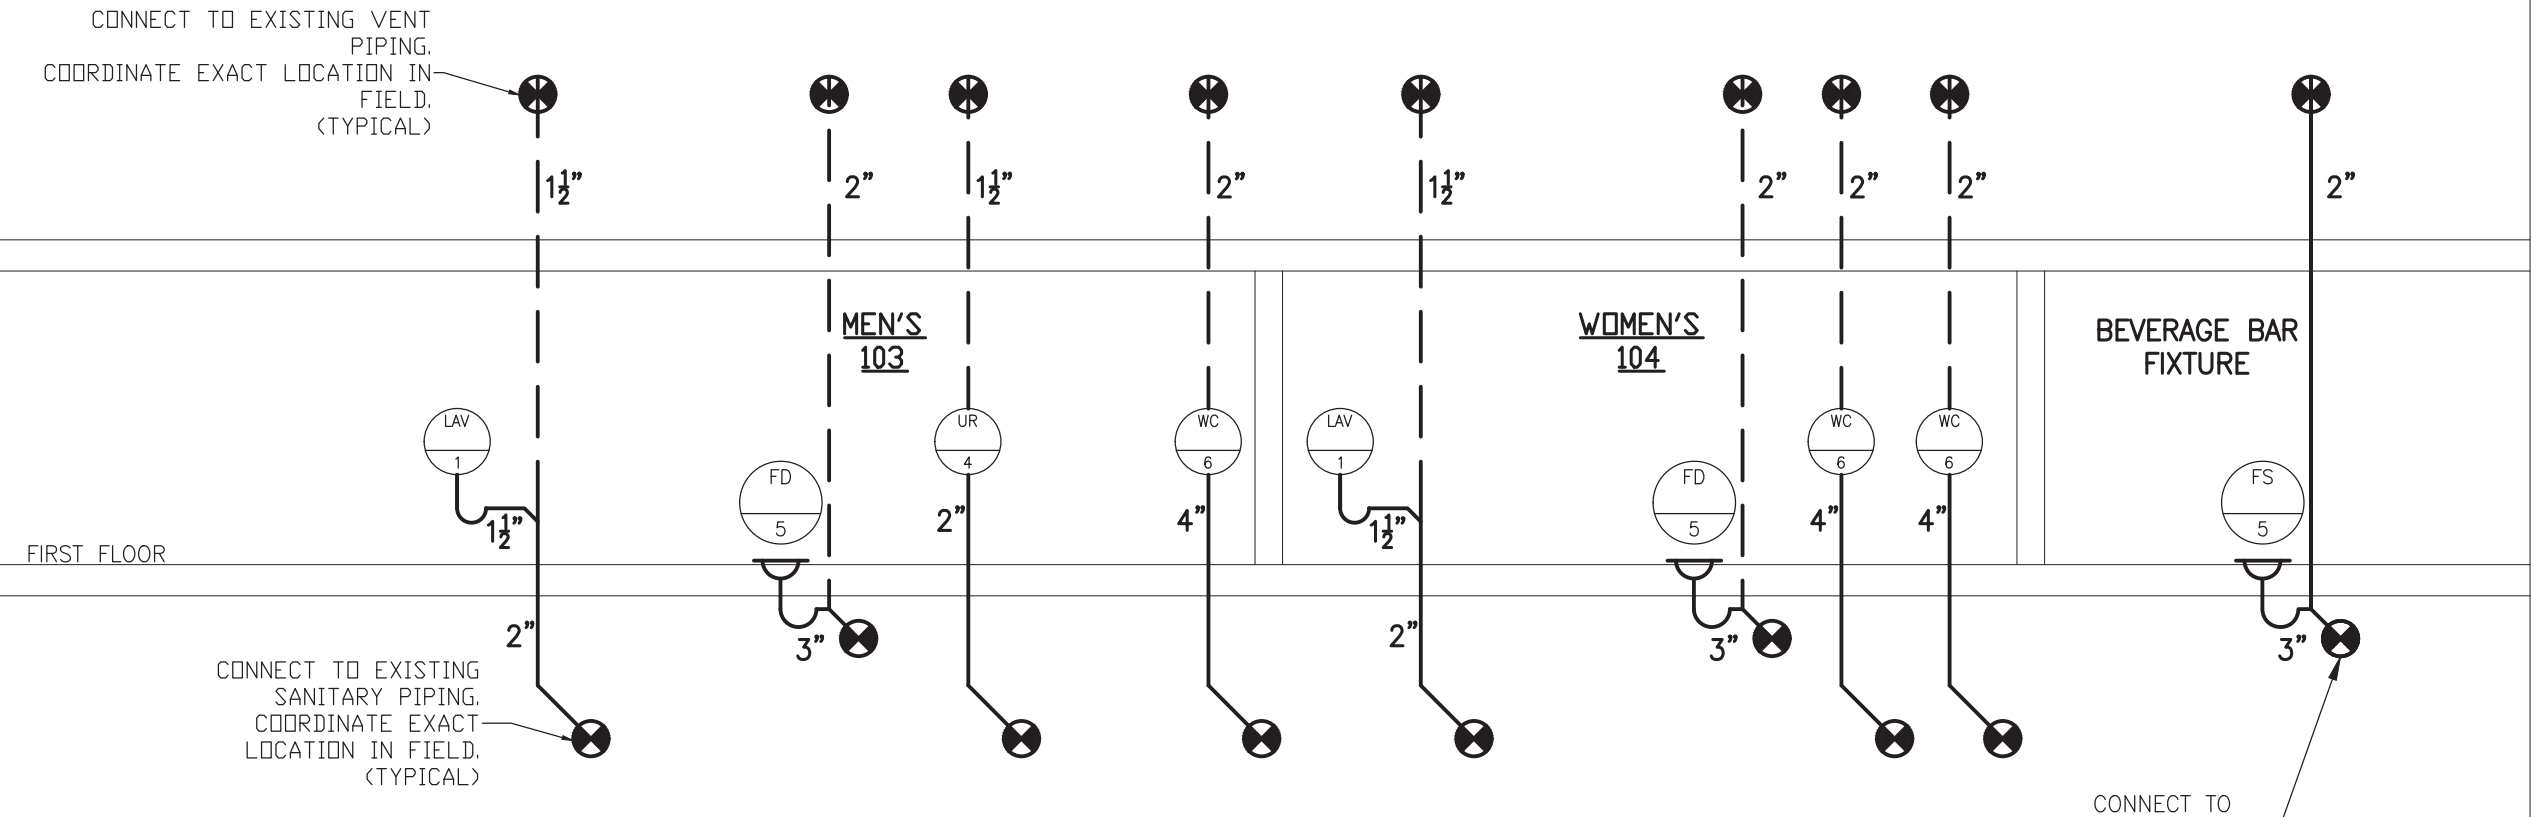 CONNECT TO EXISTING VENT
PIPING.
COORDINATE EXACT LOCATION IN
FIELD.
(TYPICAL)
1½" 2" 1½" 2" 1½" 2" 2" 2" 2"
MEN'S
103
WOMEN'S
104
BEVERAGE BAR
FIXTURE
LAV
1
FD
5
UR
4
WC
6
LAV
1
FD
5
WC
6
WC
6
FS
5
1½" 2" 4" 1½" 4" 4"
FIRST FLOOR
2" 3" 2" 3" 3"
CONNECT TO EXISTING
SANITARY PIPING.
COORDINATE EXACT
LOCATION IN FIELD.
(TYPICAL)
CONNECT TO